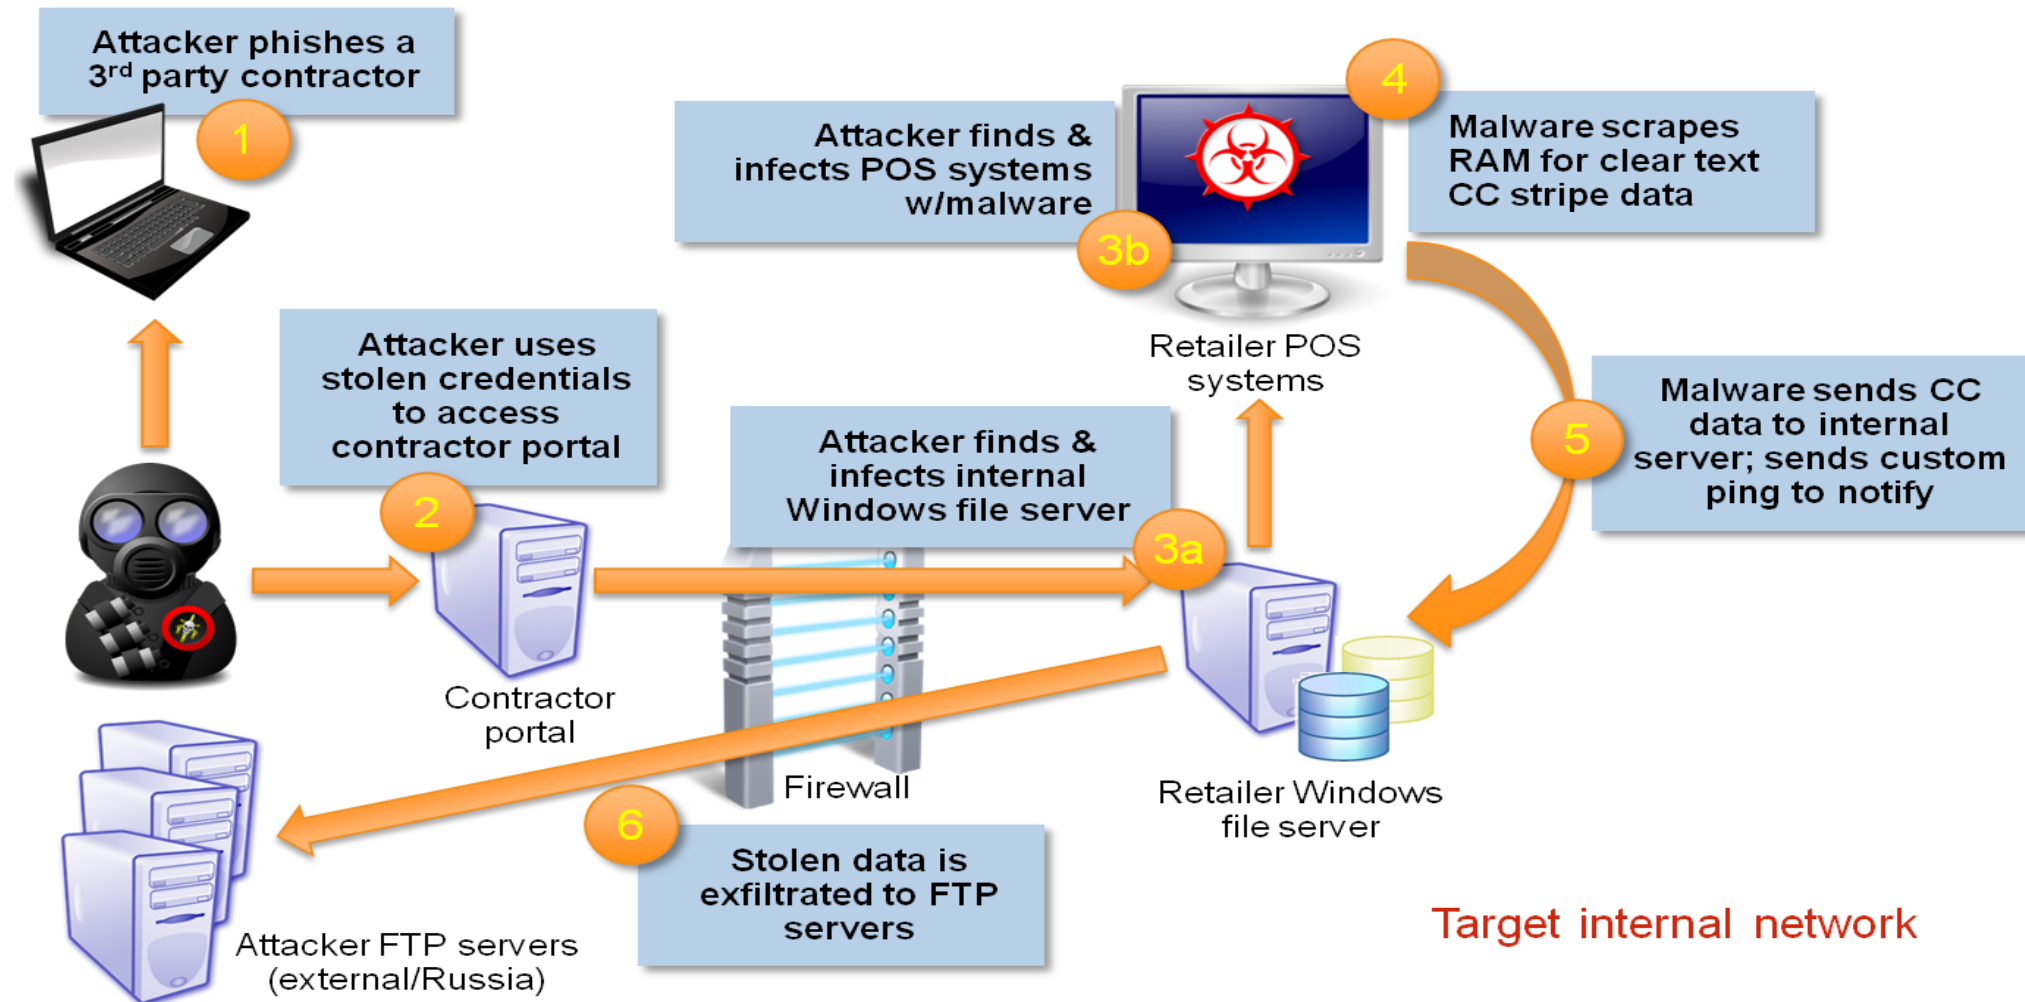 Attacker phishes a
3rd party contractor
1
Attacker uses
stolen credentials
to access
contractor portal
2
Contractor
portal
Attacker finds &
infects internal
Windows file server
3a
Firewall
Retailer Windows
file server
Attacker finds &
infects POS systems
w/malware
3b
Retailer POS
systems
4
Malware scrapes
RAM for clear text
CC stripe data
5
Malware sends CC
data to internal
server; sends custom
ping to notify
6
Stolen data is
exfiltrated to FTP
servers
Attacker FTP servers
(external/Russia)
Target internal network